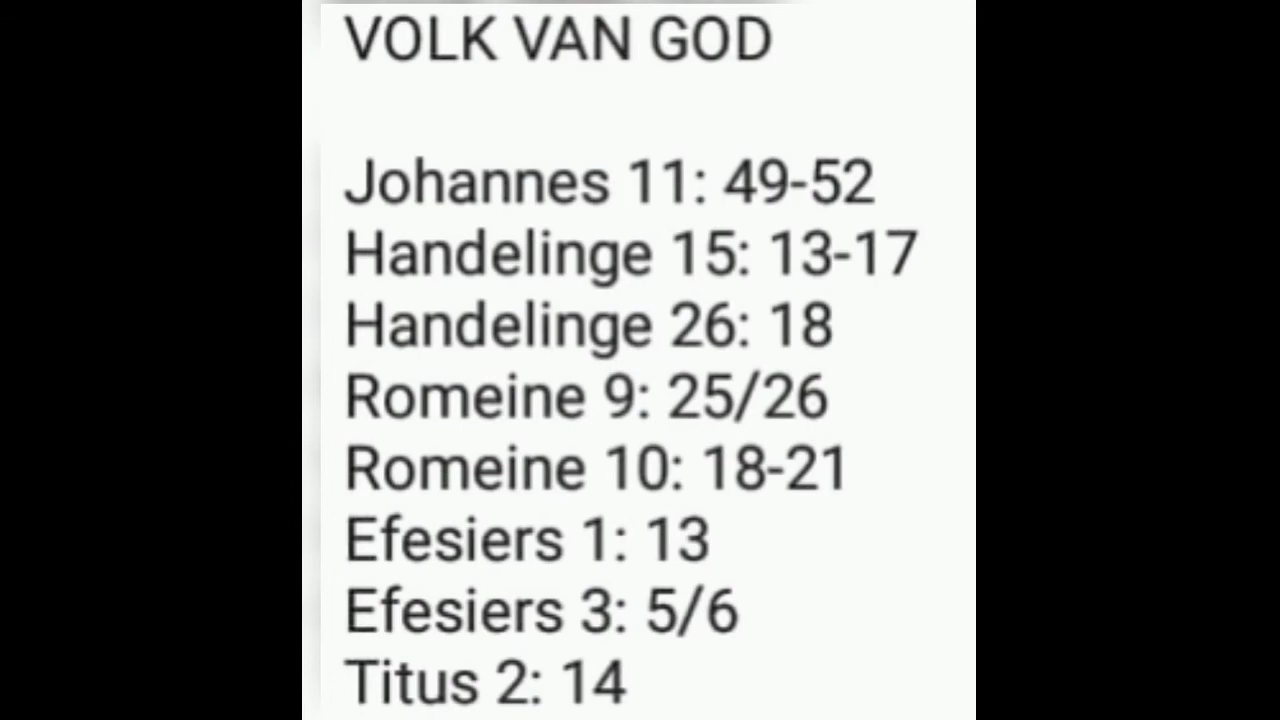 VOLK VAN GOD
Johannes 11: 49-52
Handelinge 15: 13-17
Handelinge 26: 18
Romeine 9: 25/26
Romeine 10: 18-21
Efesiers 1: 13
Efesiers 3: 5/6
Titus 2: 14